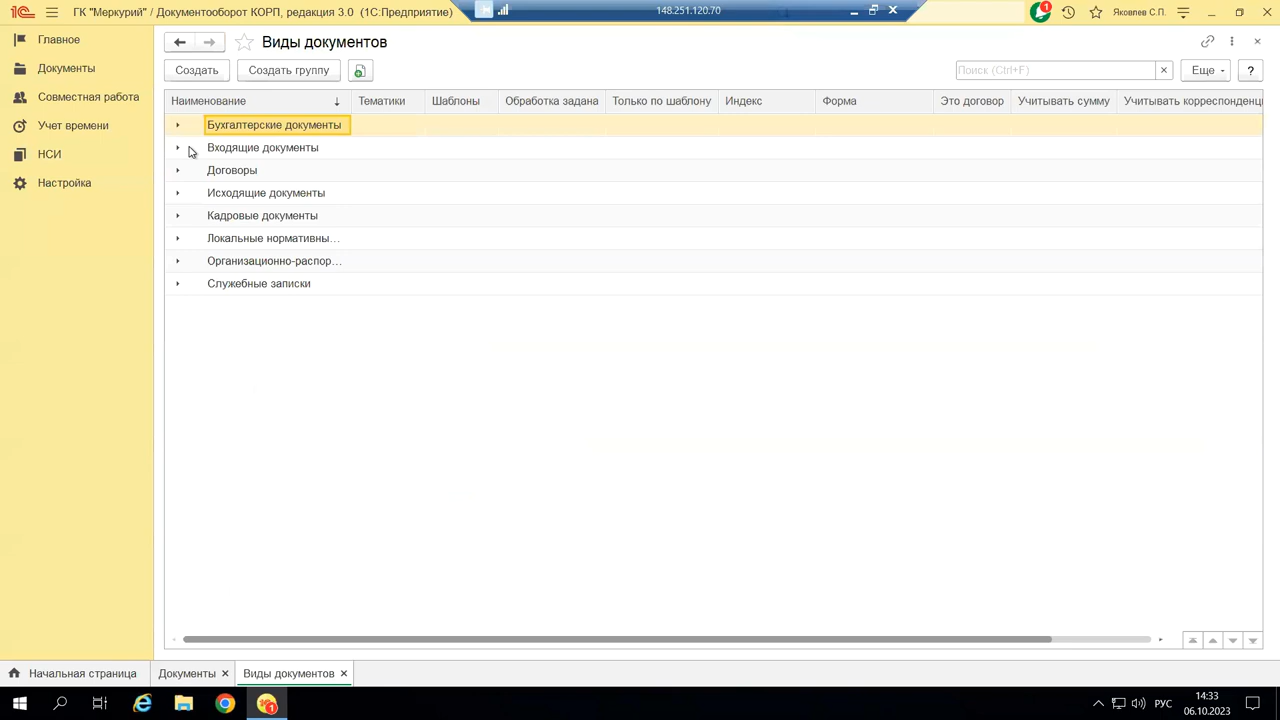 ГК "Меркурий" / Документооборот КОРП, редакция 3.0 (1С:Предприятие)
148.251.120.70
1
Яковлев С.П.
Главное
Документы
Совместная работа
Учет времени
НСИ
Настройка
Виды документов
Создать
Создать группу
Поиск (Ctrl+F)
Еще
?
Наименование Тематики Шаблоны Обработка задана Только по шаблону Индекс Форма Это договор Учитывать сумму Учитывать корреспонденц
Бухгалтерские документы
Входящие документы
Договоры
Исходящие документы
Кадровые документы
Локальные нормативны...
Организационно-распор...
Служебные записки
Начальная страница
Документы
Виды документов
1
РУС
14:33
06.10.2023